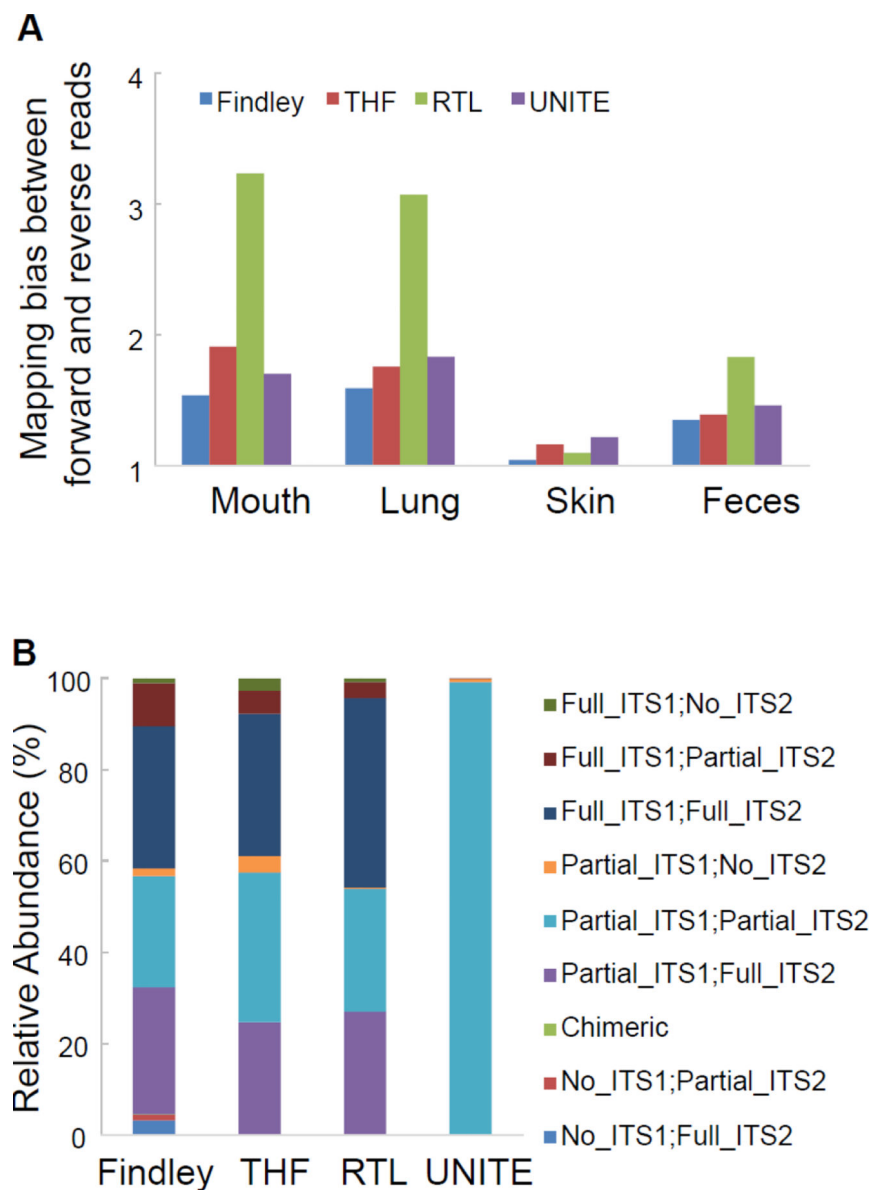 A
Mapping bias between
forward and reverse reads
4
3
2
1
Findley THF RTL UNITE
Mouth Lung Skin Feces
B
Relative Abundance (%)
100
80
60
40
20
0
Findley THF RTL UNITE
Full_ITS1;No_ITS2
Full_ITS1;Partial_ITS2
Full_ITS1;Full_ITS2
Partial_ITS1;No_ITS2
Partial_ITS1;Partial_ITS2
Partial_ITS1;Full_ITS2
Chimeric
No_ITS1;Partial_ITS2
No_ITS1;Full_ITS2